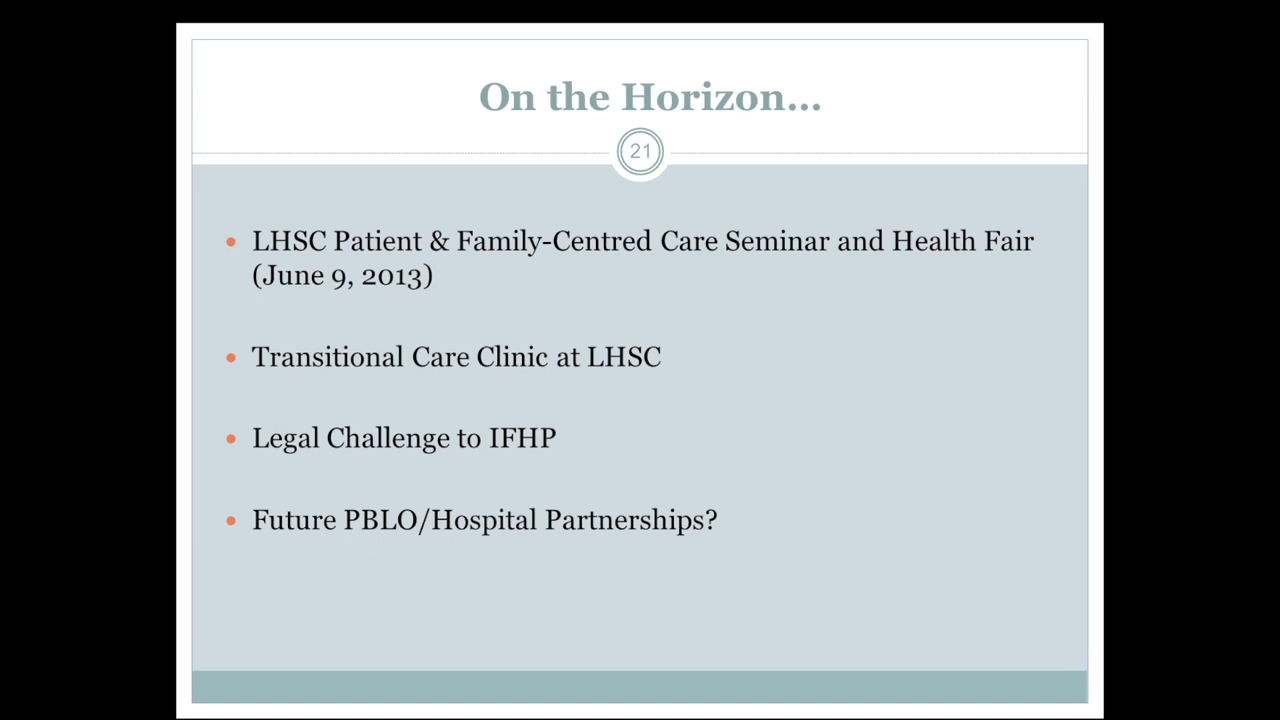 On the Horizon...
21
• LHSC Patient & Family-Centred Care Seminar and Health Fair
(June 9, 2013)
• Transitional Care Clinic at LHSC
• Legal Challenge to IFHP
• Future PBLO/Hospital Partnerships?